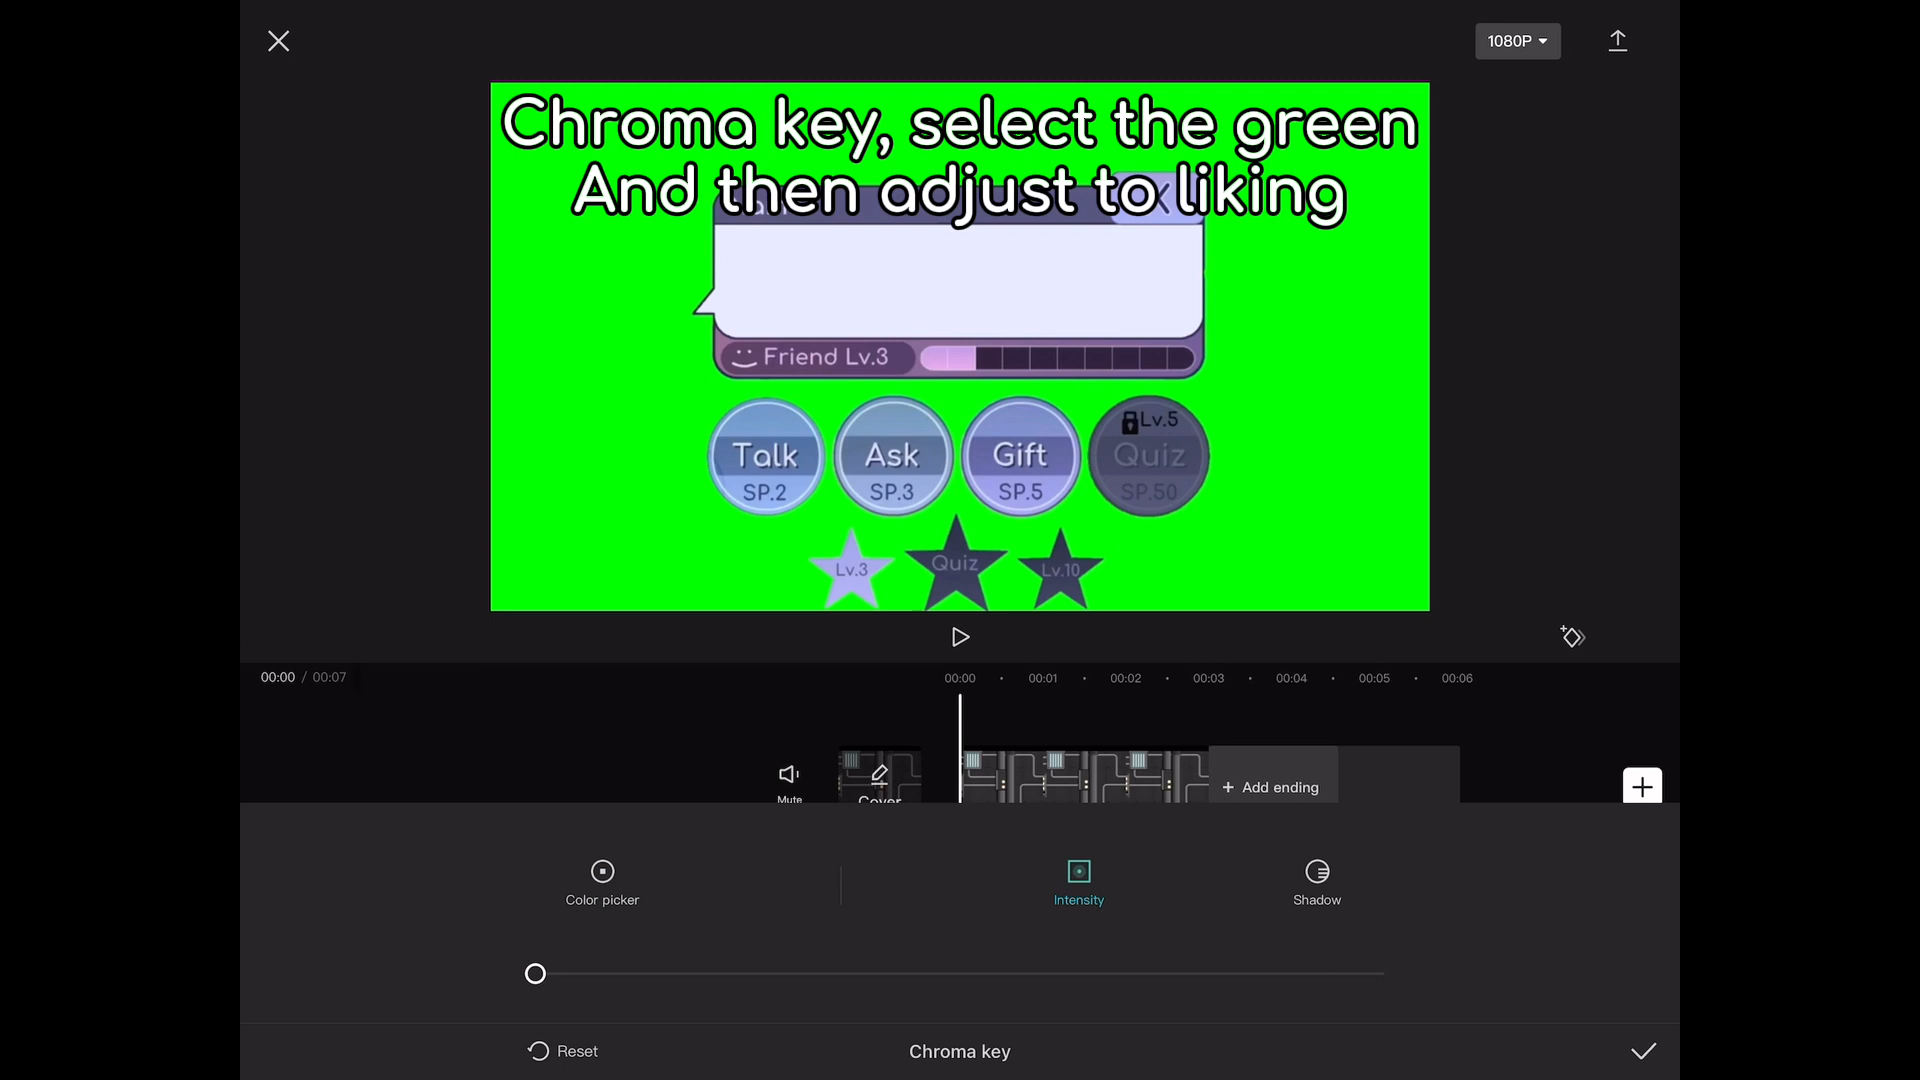 1080P
Chroma key, select the green
And then adjust to liking
Friend Lv.3
Lv.5
Talk
Ask
Gift
Quiz
SP.2
SP.3
SP.5
SP.50
Lv.3
Quiz
Lv.10
00:00 / 00:07
00:00 00:01 00:02 00:03 00:04 00:05 00:06
+ Add ending
Mute
Cover
Color picker
Intensity
Shadow
Reset
Chroma key